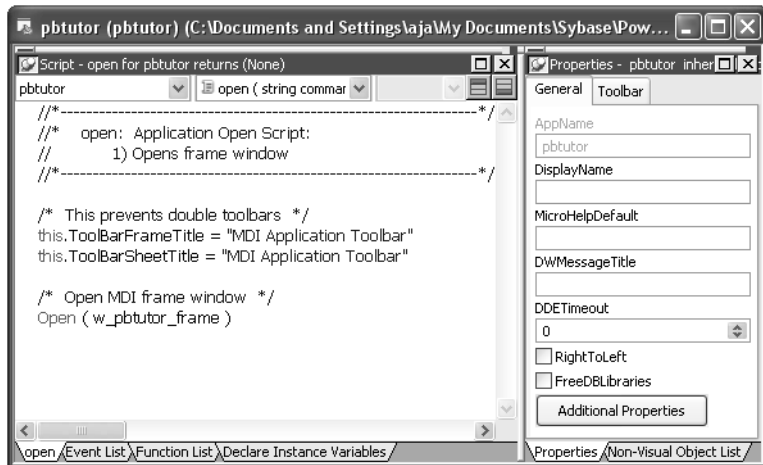 pbtutor (pbtutor) (C:\Documents and Settings\aja\My Documents\Sybase\Pow...
Script - open for pbtutor returns (None)
pbtutor
open ( string commar
//*----------------------------------------------------------------*/
//* open: Application Open Script:
// 1) Opens frame window
//*----------------------------------------------------------------*/
/* This prevents double toolbars */
this.ToolBarFrameTitle = "MDI Application Toolbar"
this.ToolBarSheetTitle = "MDI Application Toolbar"
/* Open MDI frame window */
Open ( w_pbtutor_frame )
open Event List Function List Declare Instance Variables
Properties - pbtutor inher
General Toolbar
AppName
pbtutor
DisplayName
MicroHelpDefault
DWMessageTitle
DDETimeout
0
RightToLeft
FreeDBLibraries
Additional Properties
Properties Non-Visual Object List